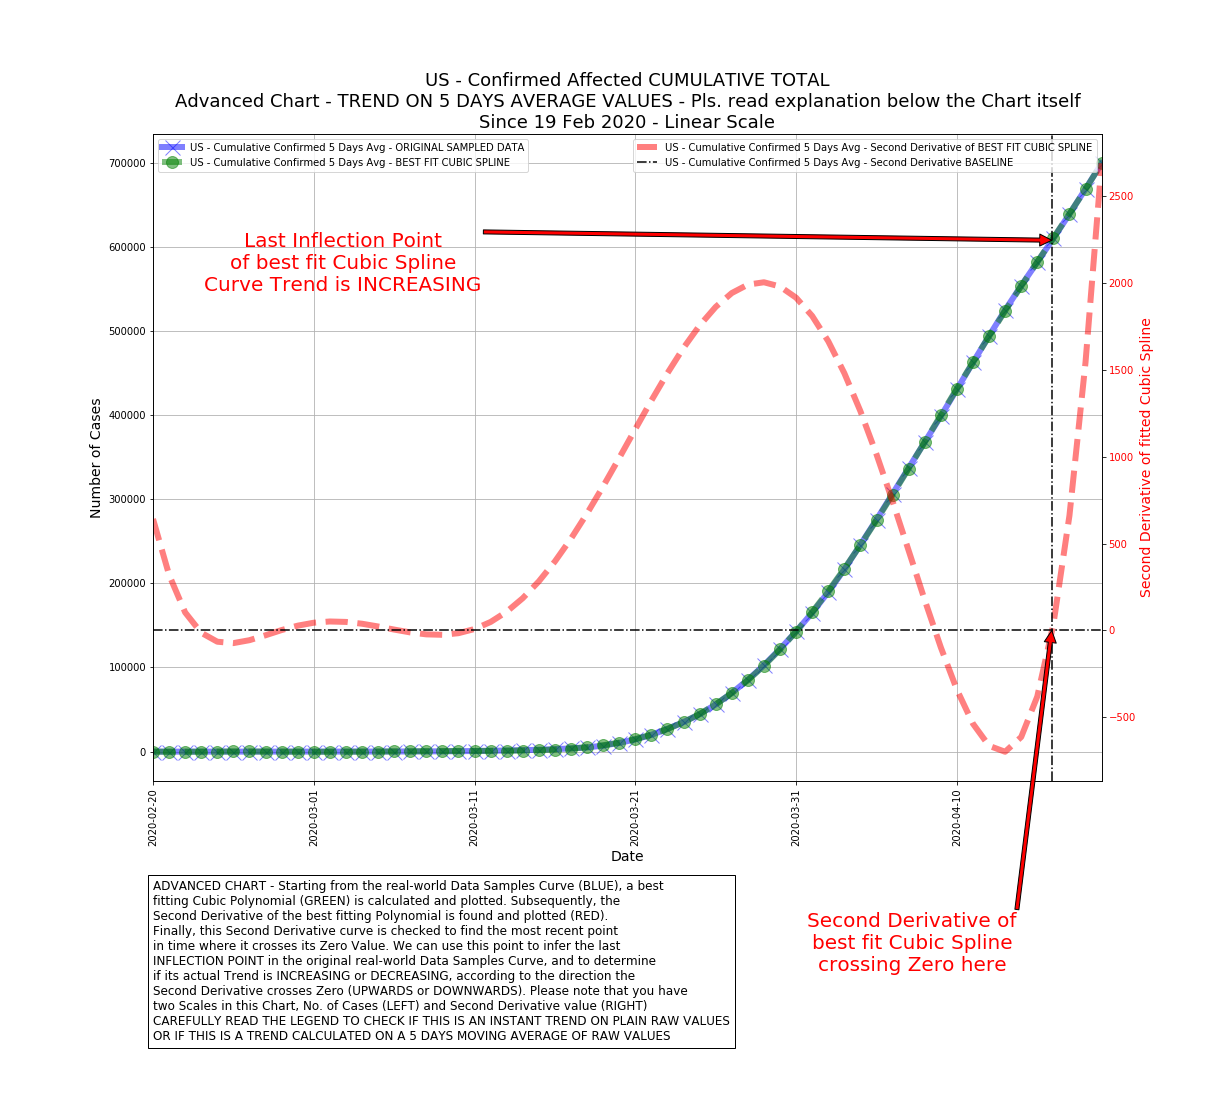 US - Confirmed Affected CUMULATIVE TOTAL
Advanced Chart - TREND ON 5 DAYS AVERAGE VALUES - Pls. read explanation below the Chart itself
Since 19 Feb 2020 - Linear Scale
US - Cumulative Confirmed 5 Days Avg - ORIGINAL SAMPLED DATA
US - Cumulative Confirmed 5 Days Avg - BEST FIT CUBIC SPLINE
US - Cumulative Confirmed 5 Days Avg - Second Derivative of BEST FIT CUBIC SPLINE
US - Cumulative Confirmed 5 Days Avg - Second Derivative BASELINE
Last Inflection Point
of best fit Cubic Spline
Curve Trend is INCREASING
Number of Cases
700000
600000
500000
400000
300000
200000
100000
0
2500
2000
1500
1000
500
0
−500
Second Derivative of fitted Cubic Spline
2020-02-20
2020-03-01
2020-03-11
2020-03-21
2020-03-31
2020-04-10
Date
ADVANCED CHART - Starting from the real-world Data Samples Curve (BLUE), a best
fitting Cubic Polynomial (GREEN) is calculated and plotted. Subsequently, the
Second Derivative of the best fitting Polynomial is found and plotted (RED).
Finally, this Second Derivative curve is checked to find the most recent point
in time where it crosses its Zero Value. We can use this point to infer the last
INFLECTION POINT in the original real-world Data Samples Curve, and to determine
if its actual Trend is INCREASING or DECREASING, according to the direction the
Second Derivative crosses Zero (UPWARDS or DOWNWARDS). Please note that you have
two Scales in this Chart, No. of Cases (LEFT) and Second Derivative value (RIGHT)
CAREFULLY READ THE LEGEND TO CHECK IF THIS IS AN INSTANT TREND ON PLAIN RAW VALUES
OR IF THIS IS A TREND CALCULATED ON A 5 DAYS MOVING AVERAGE OF RAW VALUES
Second Derivative of
best fit Cubic Spline
crossing Zero here